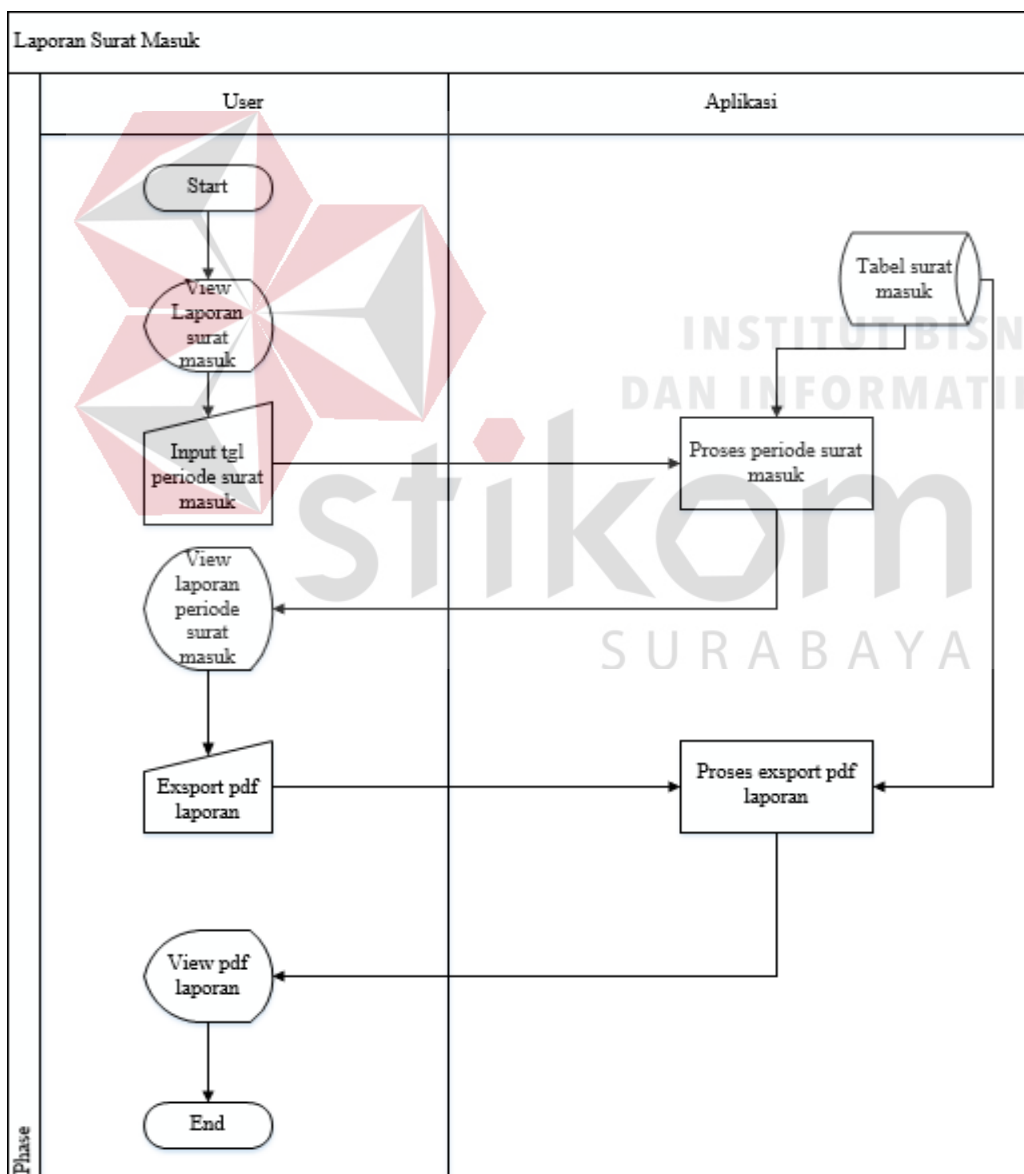 Laporan Surat Masuk
User
Aplikasi
Start
View
Laporan
surat
masuk
Tabel surat
masuk
INSTITUT BISN
DAN INFORMATI
Input tgl
periode surat
masuk
Proses periode surat
masuk
stikom
SURABAYA
View
laporan
periode
surat
masuk
Exsport pdf
laporan
Proses exsport pdf
laporan
View pdf
laporan
End
Phase